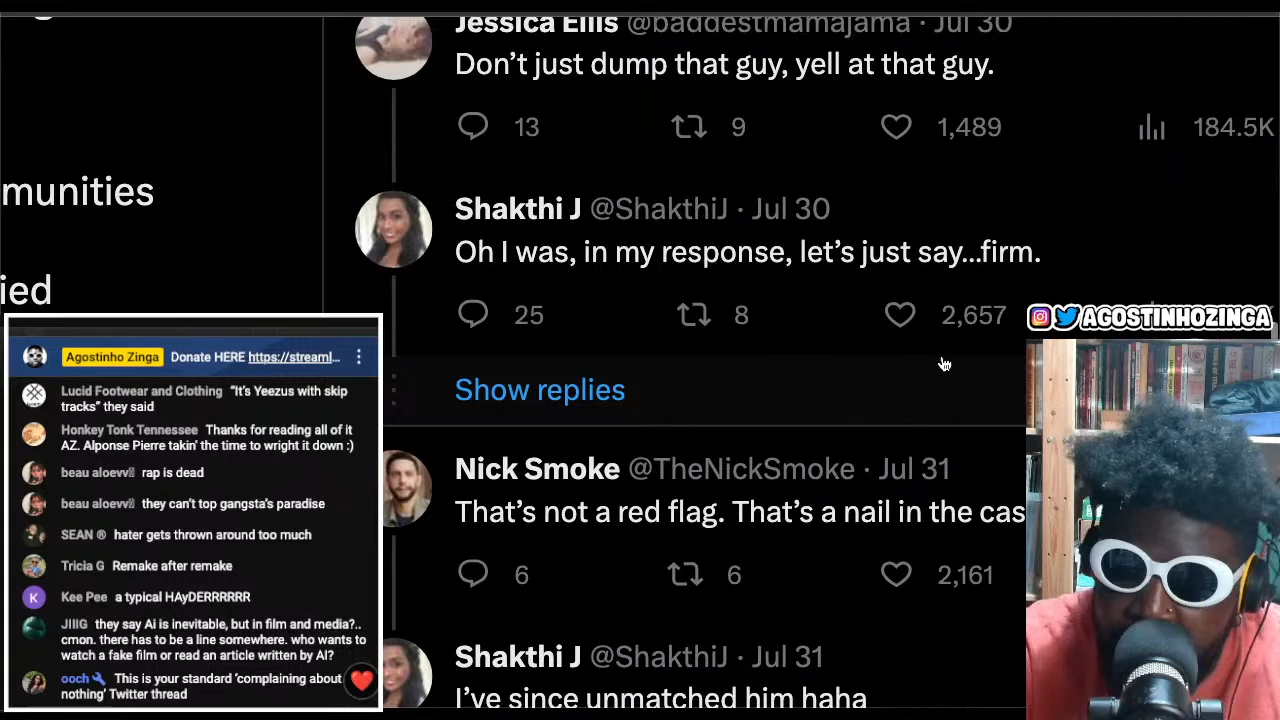 Jessica Ellis @baddestmamajama · Jul 30
Don’t just dump that guy, yell at that guy.
13 9 1,489 184.5K
munities
Shakthi J @ShakthiJ · Jul 30
Oh I was, in my response, let’s just say...firm.
ied
25 8 2,657
AGOSTINHOZINGA
Show replies
Nick Smoke @TheNickSmoke · Jul 31
That’s not a red flag. That’s a nail in the cas
6 6 2,161
Shakthi J @ShakthiJ · Jul 31
I’ve since unmatched him haha
Agostinho Zinga Donate HERE https://streaml...
Lucid Footwear and Clothing “It’s Yeezus with skip
tracks” they said
Honkey Tonk Tennessee Thanks for reading all of it
AZ. Alponse Pierre takin' the time to wright it down :)
beau aloevv rap is dead
beau aloevv they can’t top gangsta’s paradise
SEAN ® hater gets thrown around too much
Tricia G Remake after remake
K Kee Pee a typical HAyDERRRRRR
JIIIG they say Ai is inevitable, but in film and media?..
cmon. there has to be a line somewhere. who wants to
watch a fake film or read an article written by AI?
ooch This is your standard ‘complaining about
nothing’ Twitter thread